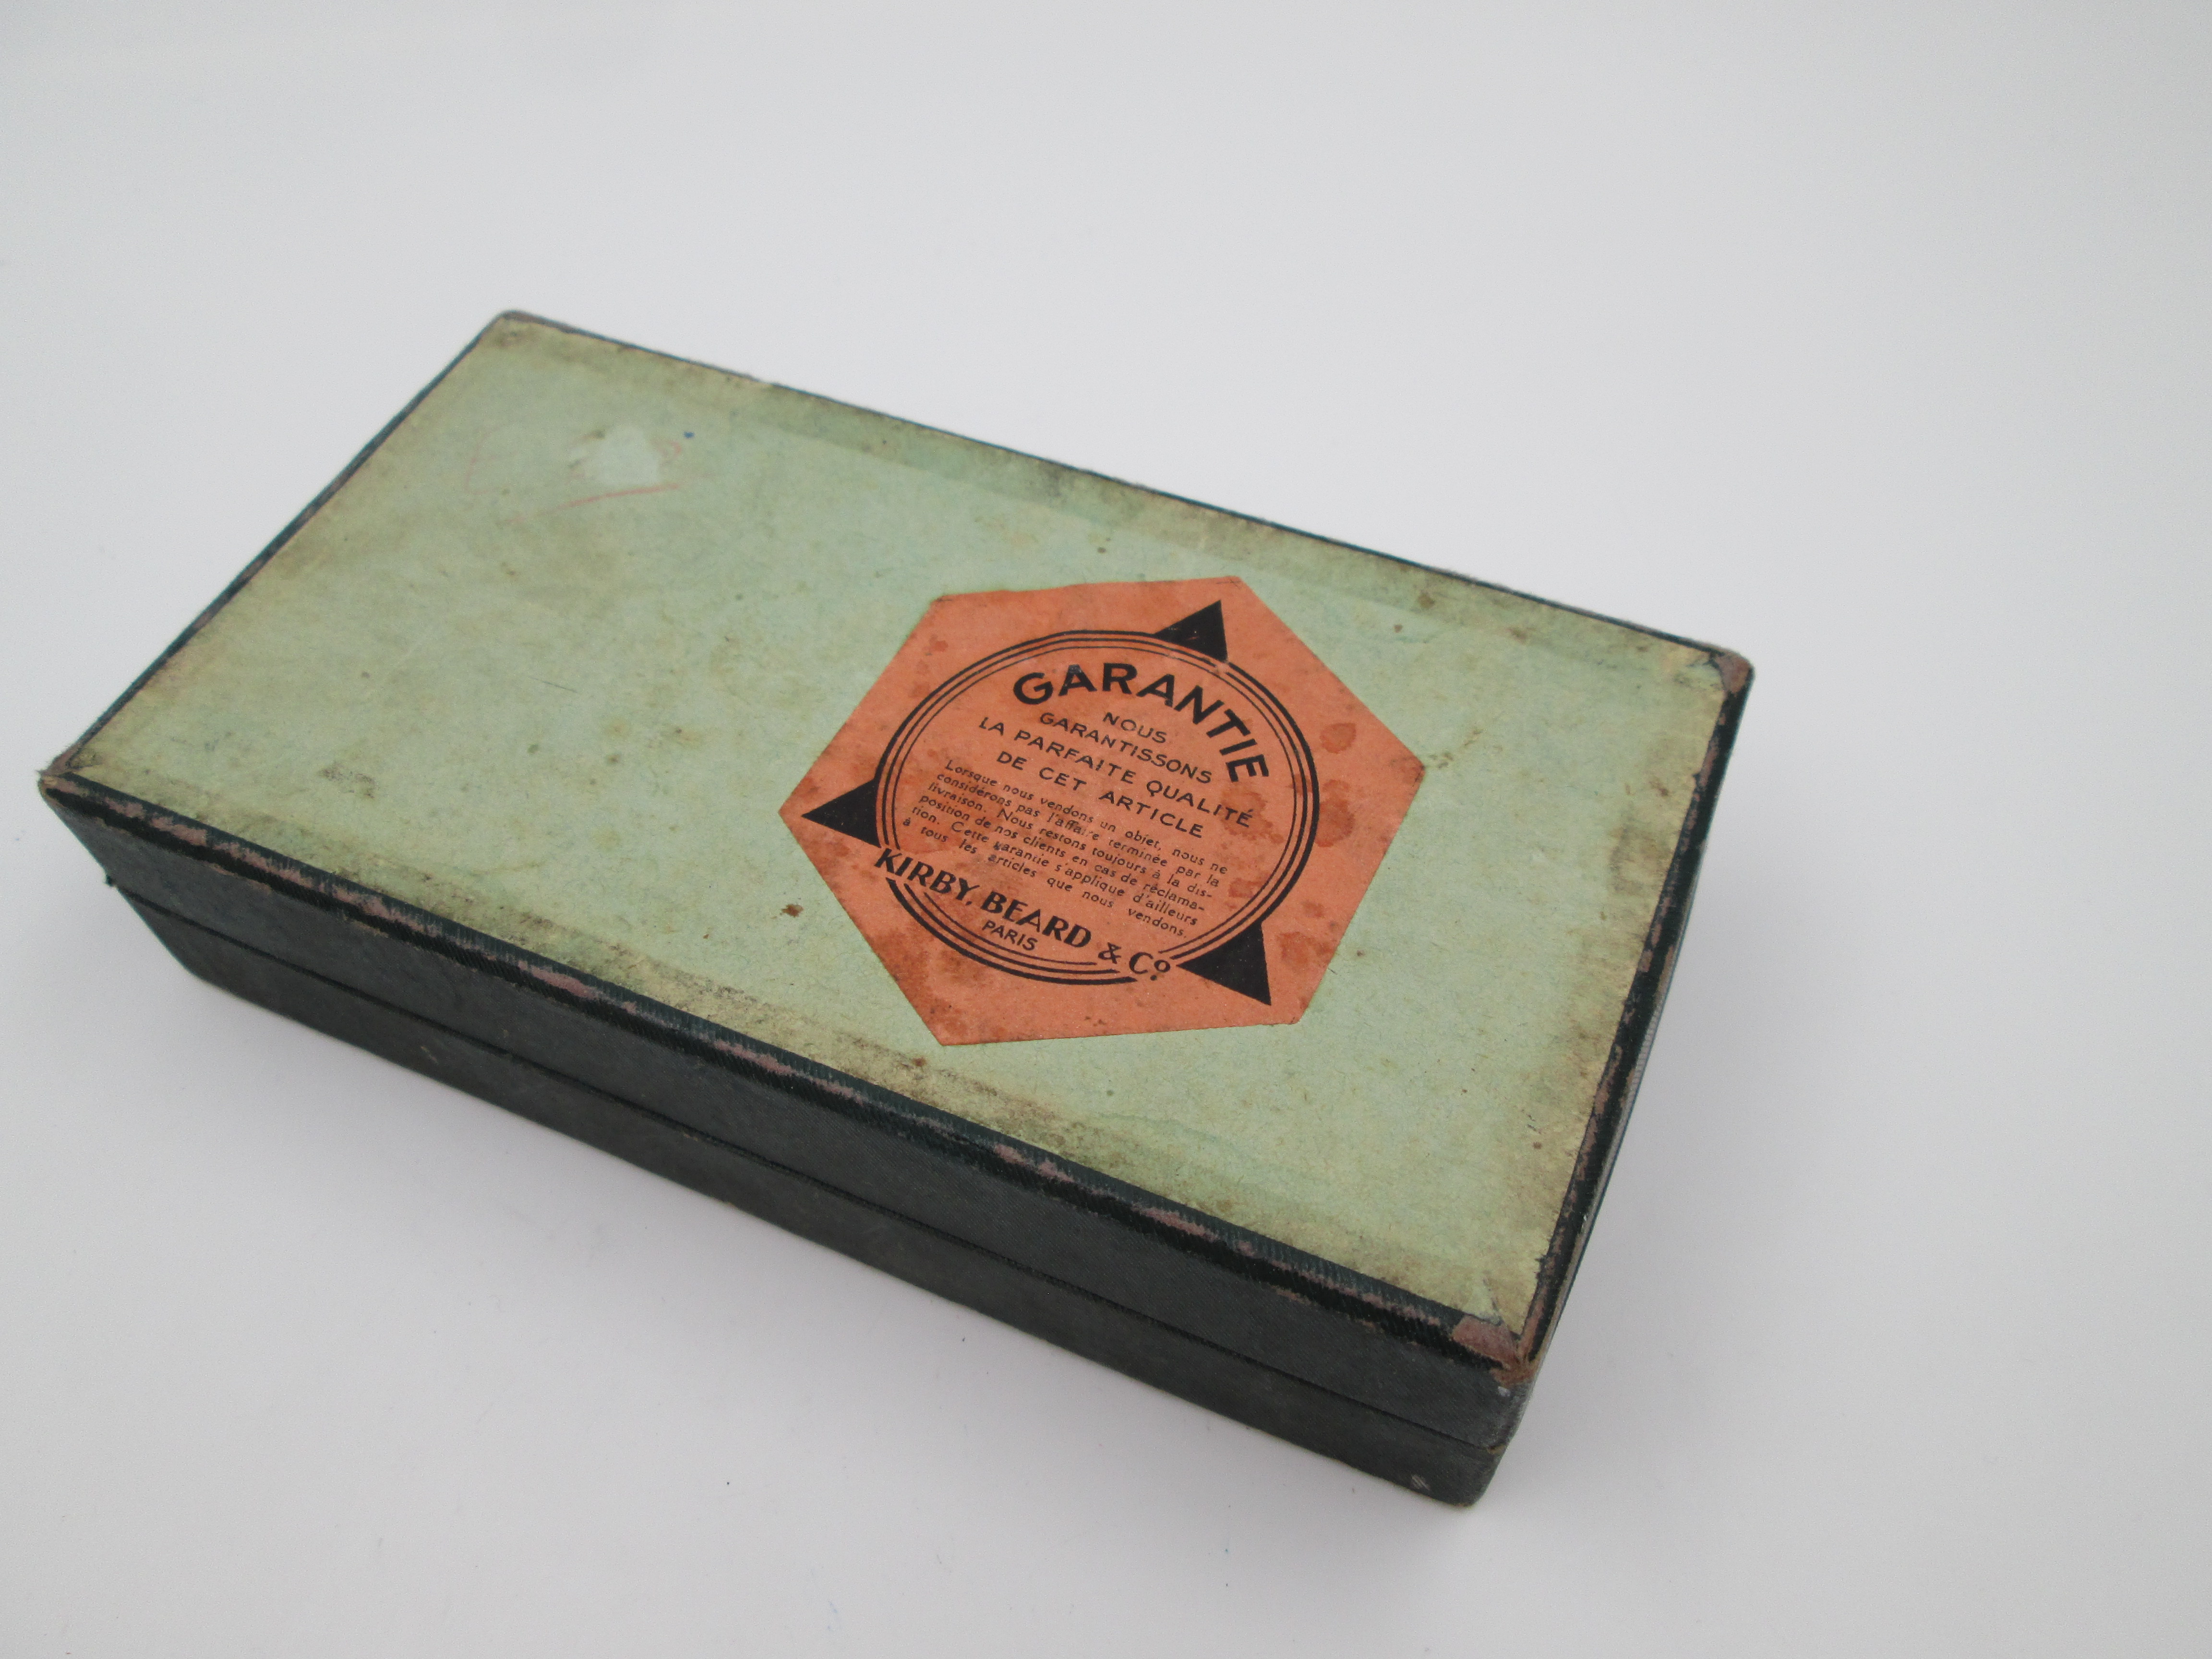 GARANTIE
NOUS
GARANTISSONS
LA PARFAITE QUALITÉ
DE CET ARTICLE
Lorsque nous vendons un objet, nous ne
considérons pas l'affaire terminée par la
livraison. Nous restons toujours à la dis-
position de nos clients en cas de réclama-
tion. Cette garantie s'applique d'ailleurs
à tous les articles que nous vendons.
KIRBY, BEARD & Cº
PARIS